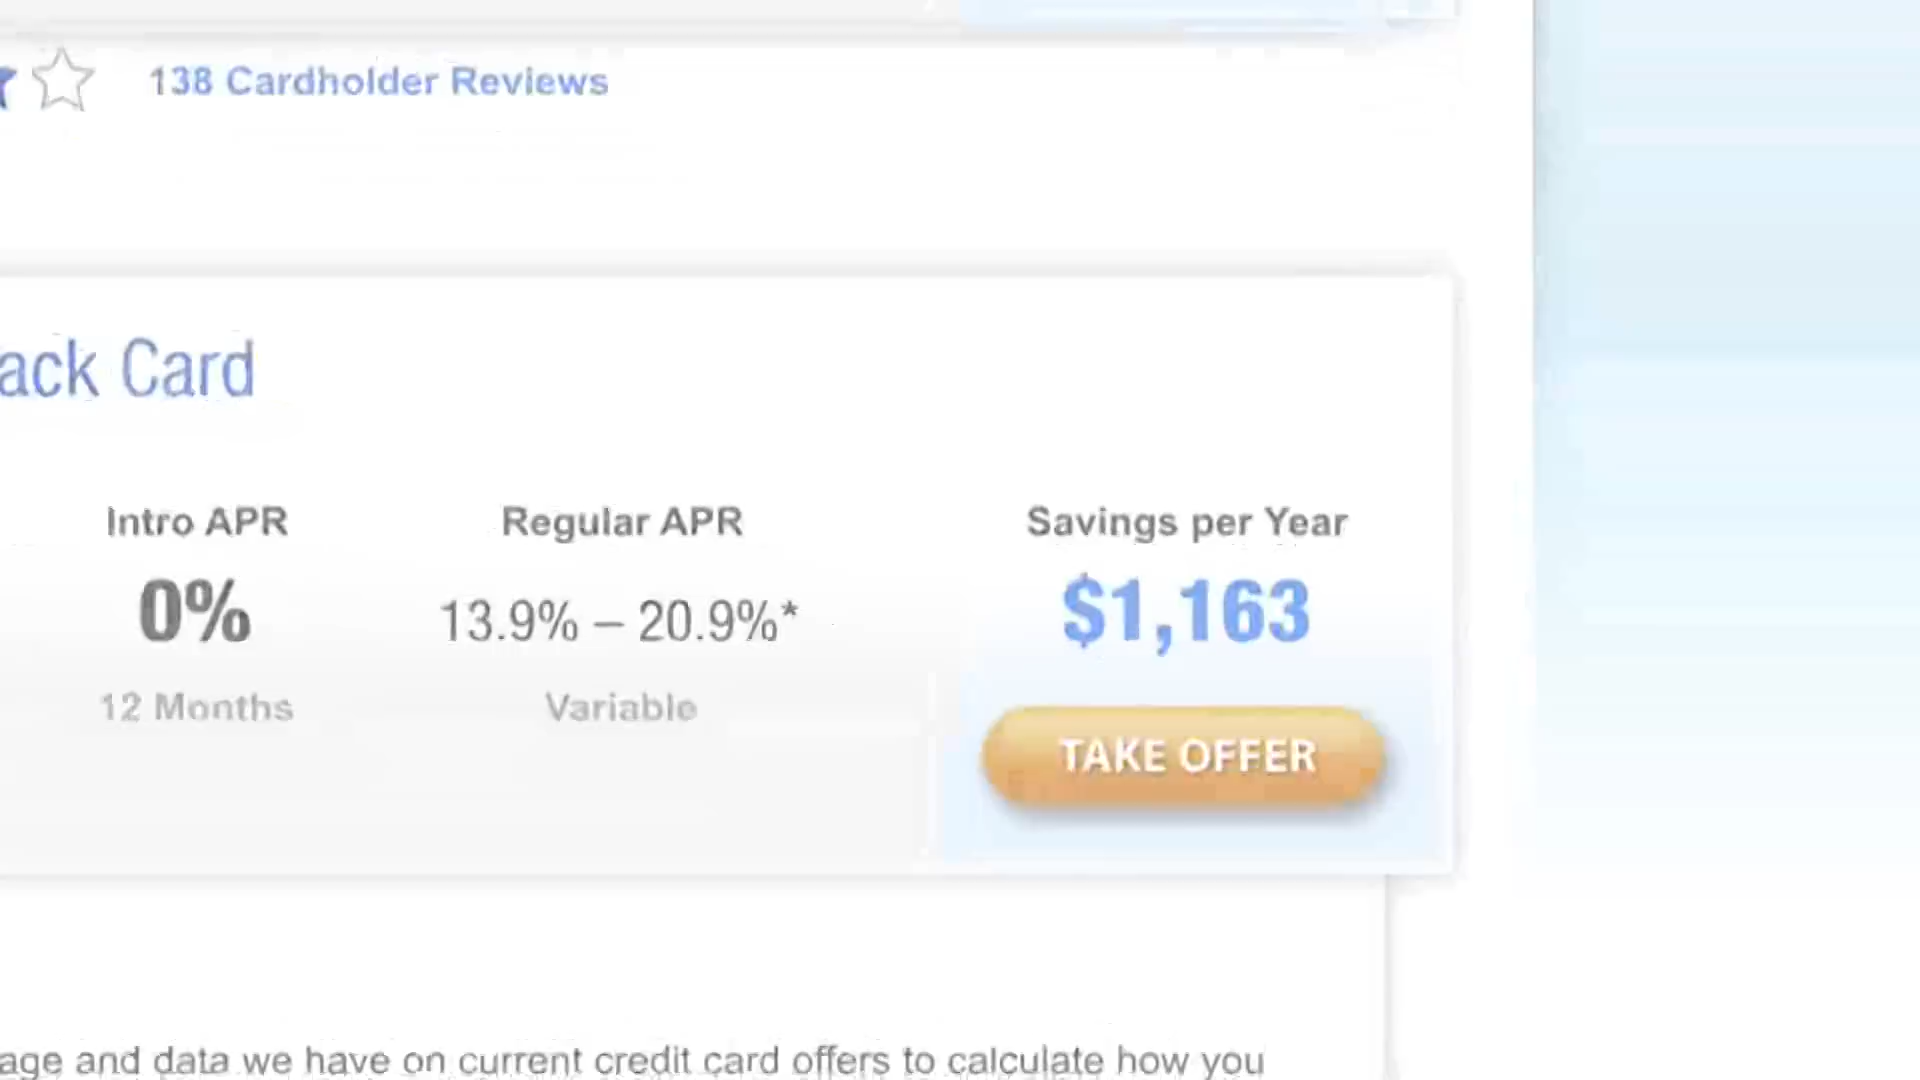 138 Cardholder Reviews
ack Card
Intro APR Regular APR Savings per Year
0% 13.9% – 20.9%* $1,163
12 Months Variable
TAKE OFFER
age and data we have on current credit card offers to calculate how you